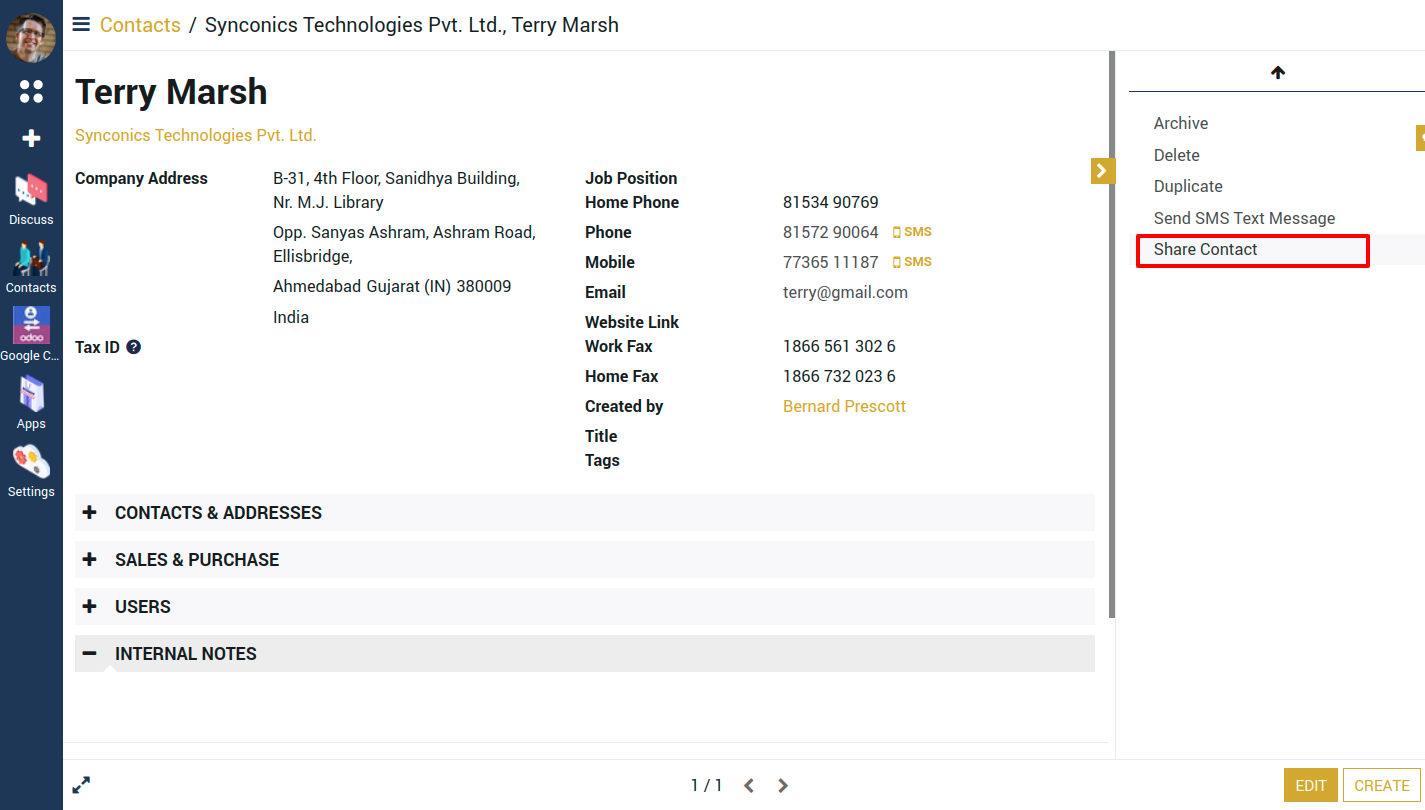 Contacts / Synconics Technologies Pvt. Ltd., Terry Marsh
Discuss
Contacts
odoo
Google C...
Apps
Settings
Terry Marsh
Synconics Technologies Pvt. Ltd.
Company Address
B-31, 4th Floor, Sanidhya Building,
Nr. M.J. Library
Opp. Sanyas Ashram, Ashram Road,
Ellisbridge,
Ahmedabad Gujarat (IN) 380009
India
Tax ID ?
Job Position
Home Phone 81534 90769
Phone 81572 90064 SMS
Mobile 77365 11187 SMS
Email terry@gmail.com
Website Link
Work Fax 1866 561 302 6
Home Fax 1866 732 023 6
Created by Bernard Prescott
Title
Tags
CONTACTS & ADDRESSES
SALES & PURCHASE
USERS
INTERNAL NOTES
Archive
Delete
Duplicate
Send SMS Text Message
Share Contact
1 / 1
EDIT
CREATE